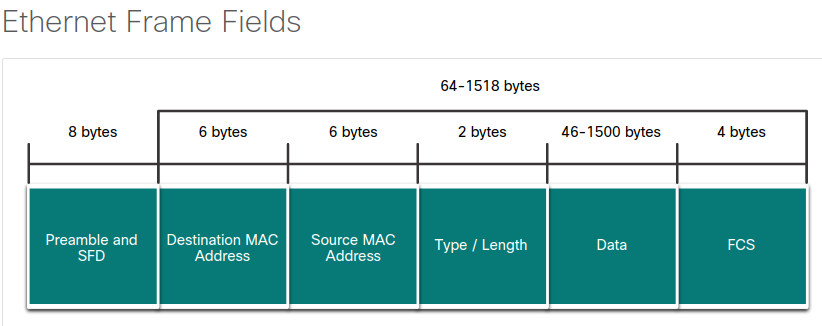 Ethernet Frame Fields
64-1518 bytes
8 bytes
6 bytes
6 bytes
2 bytes
46-1500 bytes
4 bytes
Preamble and
SFD
Destination MAC
Address
Source MAC
Address
Type / Length
Data
FCS